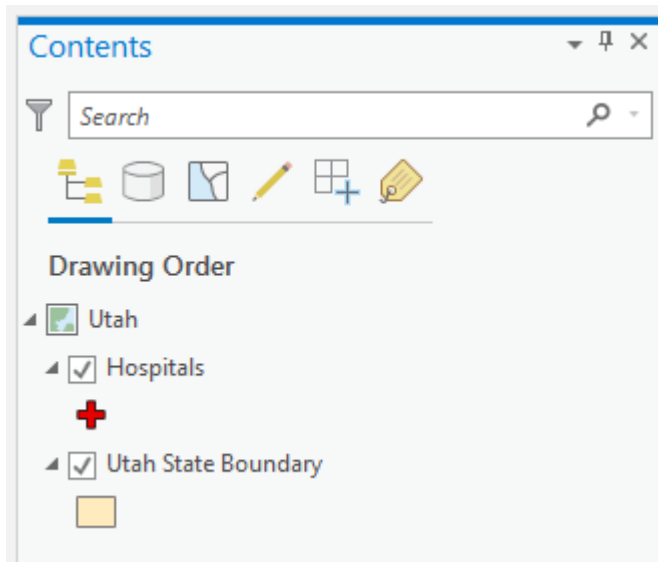 Contents
Search
Drawing Order
Utah
Hospitals
Utah State Boundary